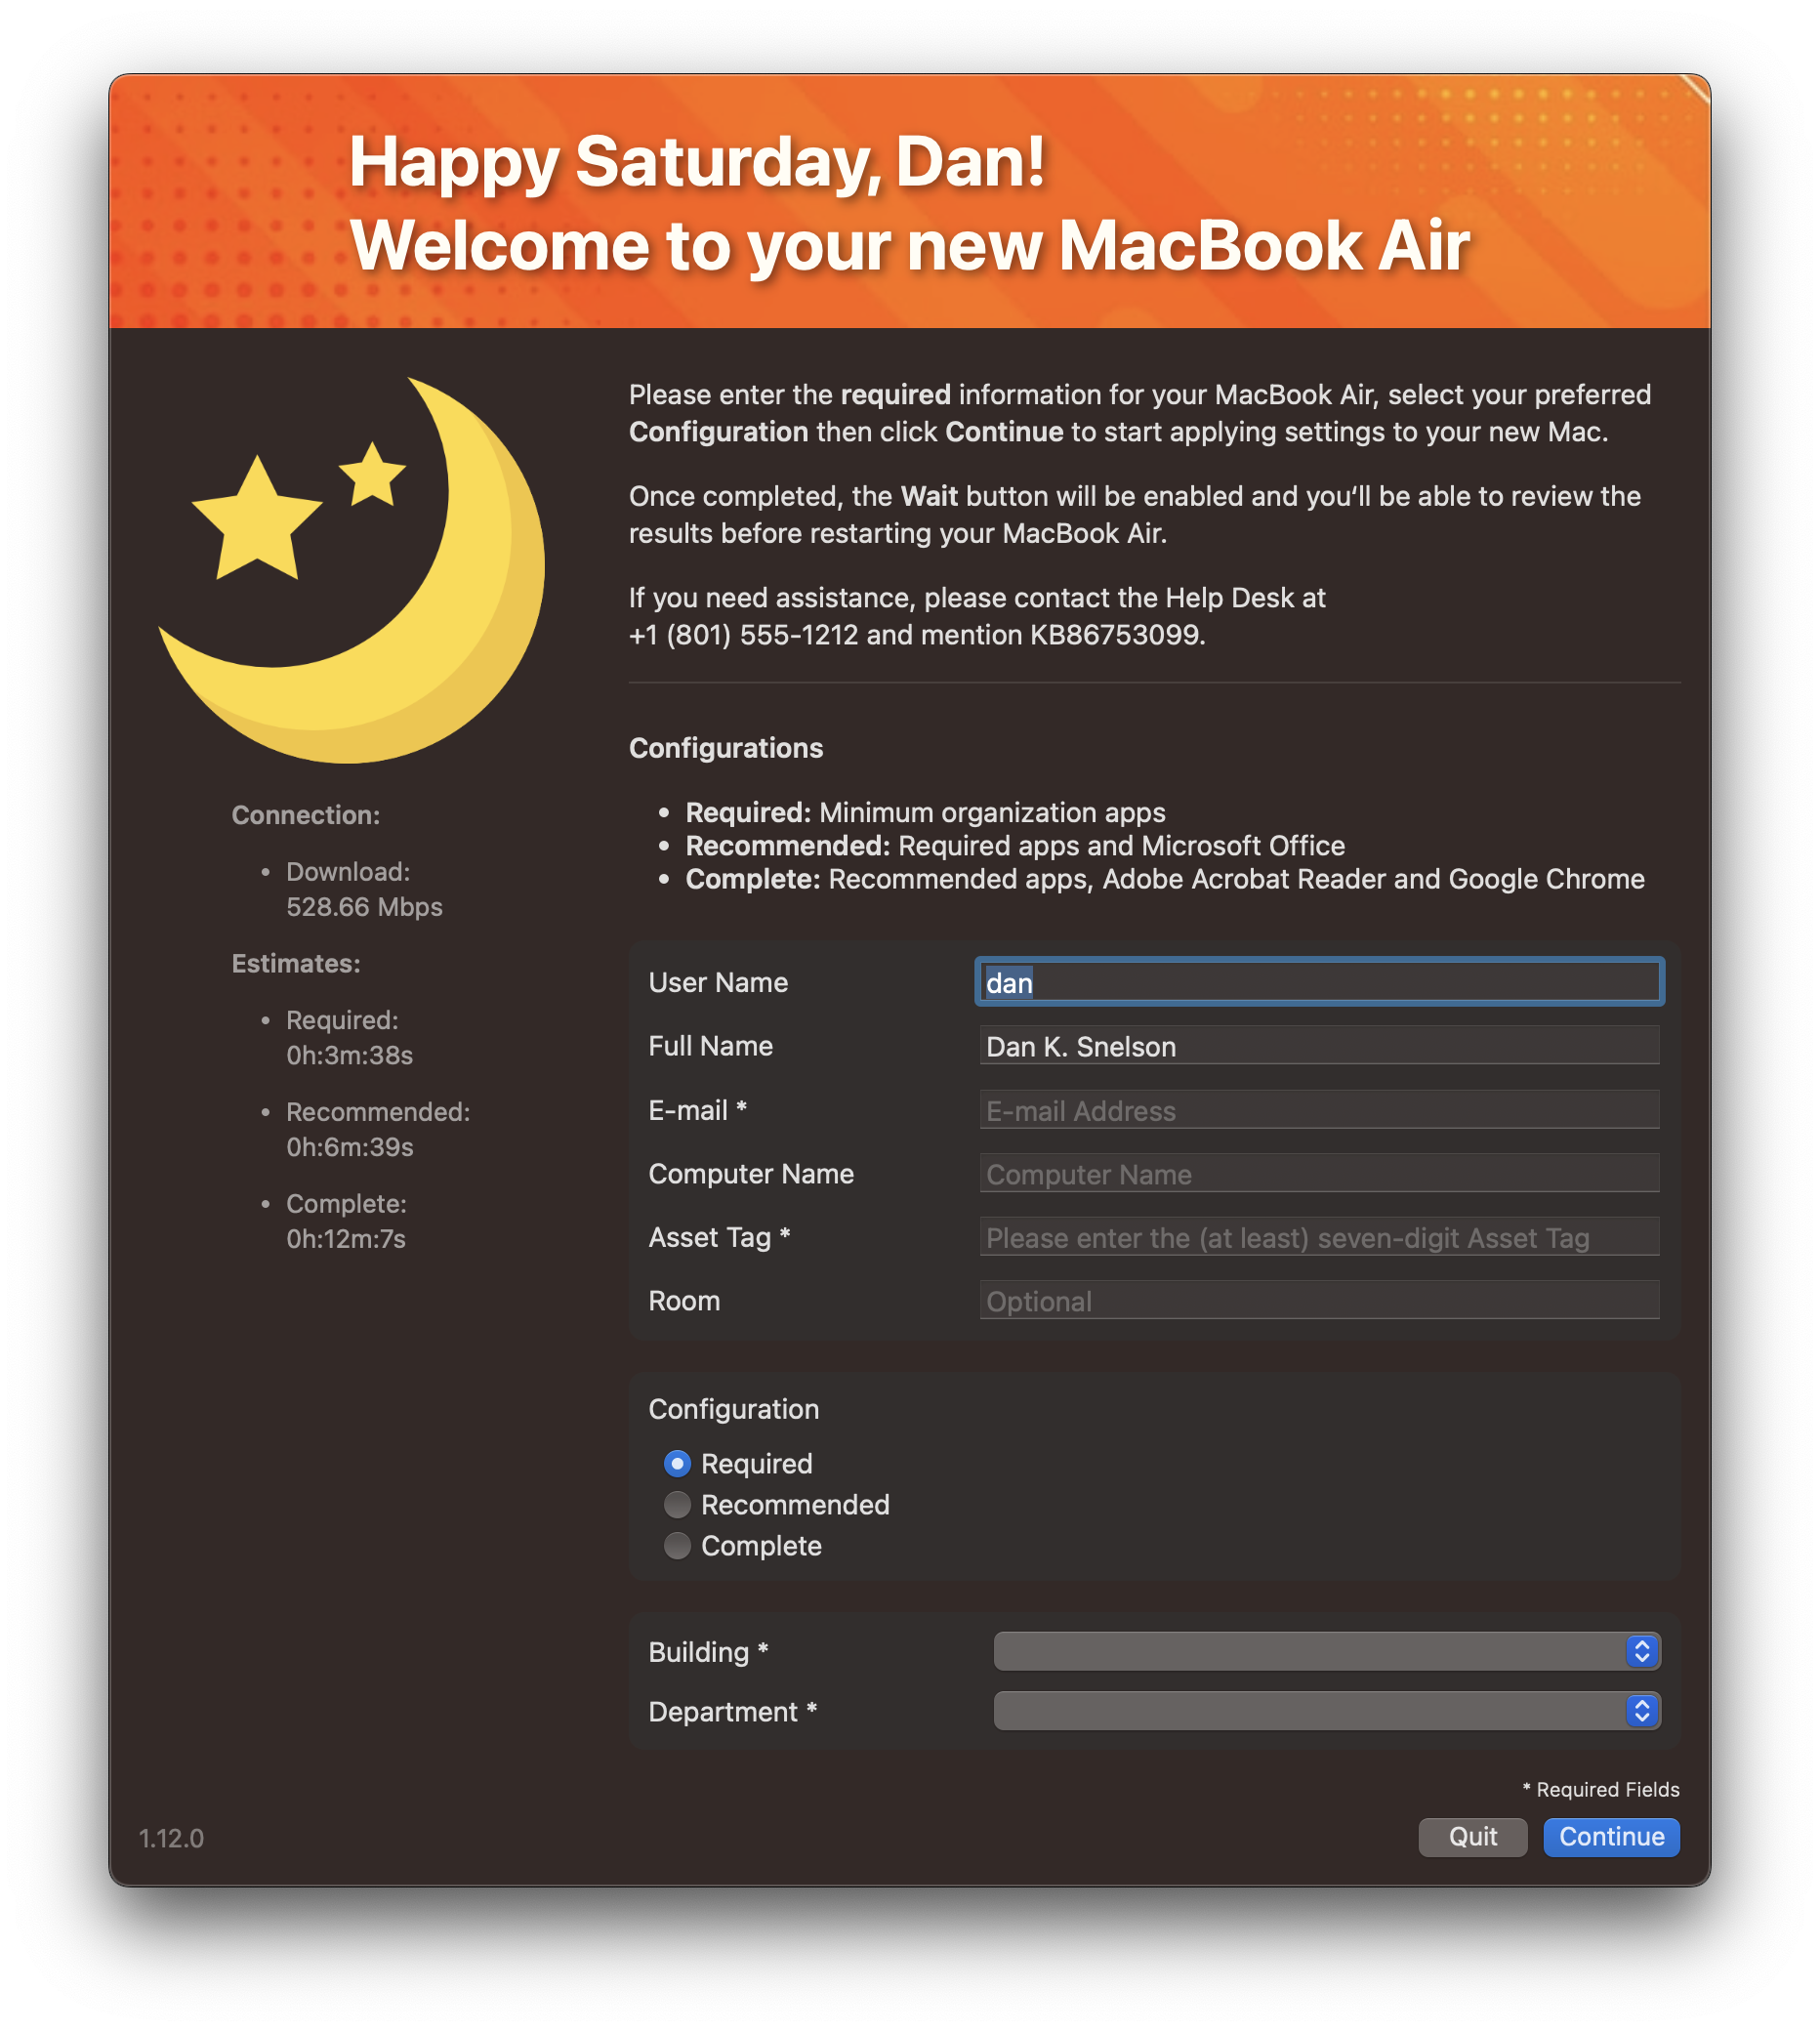 Happy Saturday, Dan!
Welcome to your new MacBook Air
Please enter the required information for your MacBook Air, select your preferred
Configuration then click Continue to start applying settings to your new Mac.
Once completed, the Wait button will be enabled and you‘ll be able to review the
results before restarting your MacBook Air.
If you need assistance, please contact the Help Desk at
+1 (801) 555-1212 and mention KB86753099.
Configurations
• Required: Minimum organization apps
• Recommended: Required apps and Microsoft Office
• Complete: Recommended apps, Adobe Acrobat Reader and Google Chrome
Connection:
• Download:
528.66 Mbps
Estimates:
• Required:
0h:3m:38s
• Recommended:
0h:6m:39s
• Complete:
0h:12m:7s
User Name dan
Full Name Dan K. Snelson
E-mail * E-mail Address
Computer Name Computer Name
Asset Tag * Please enter the (at least) seven-digit Asset Tag
Room Optional
Configuration
Required
Recommended
Complete
Building *
Department *
* Required Fields
1.12.0 Quit Continue